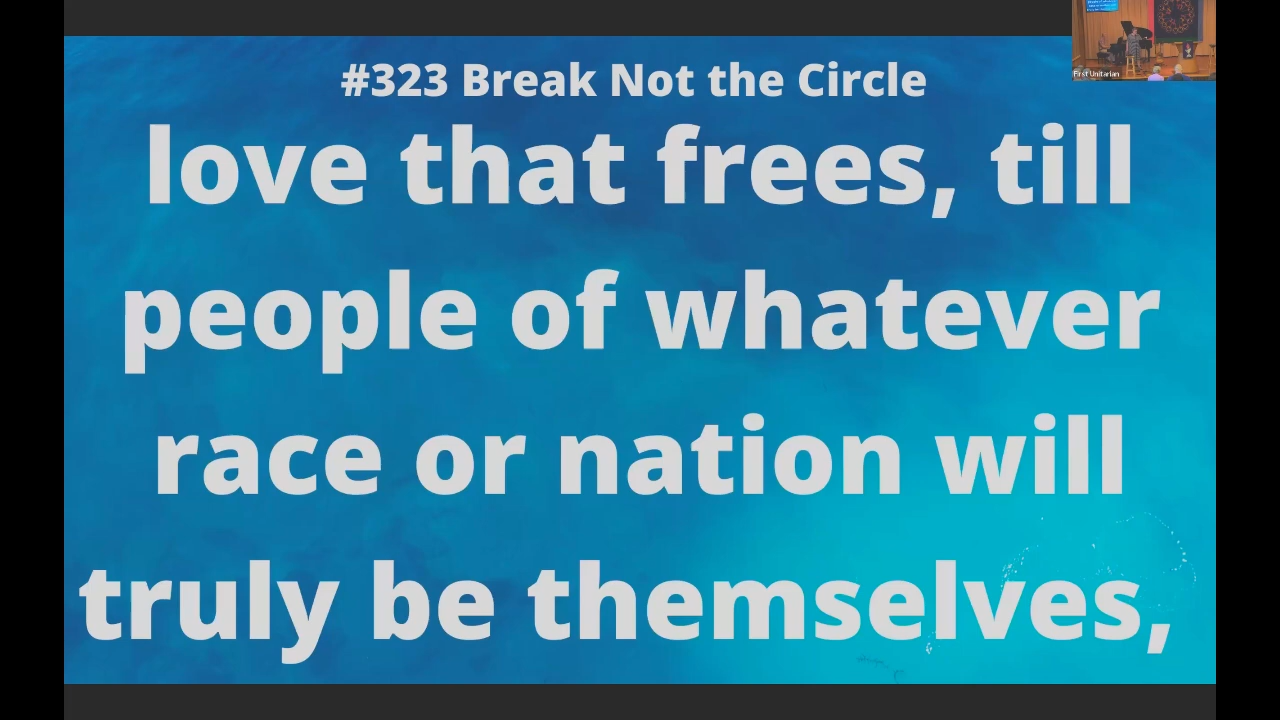 #323 Break Not the Circle
First Unitarian
love that frees, till
people of whatever
race or nation will
truly be themselves,